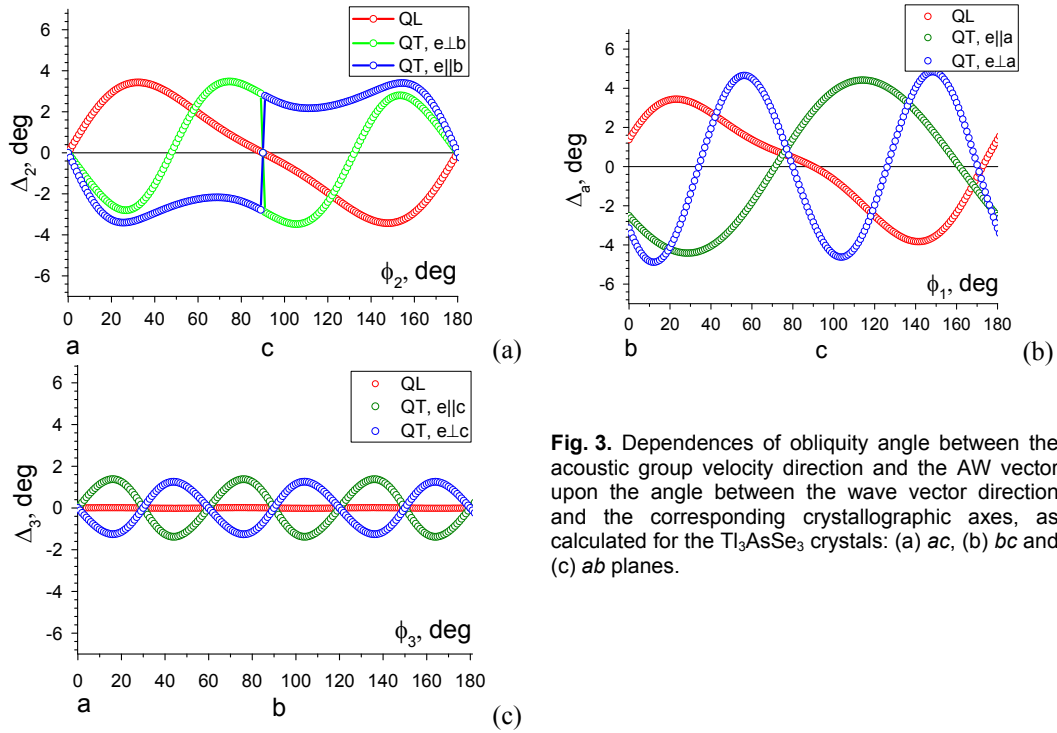 QL
QT, e⊥b
QT, e||b
Δ₂, deg
6
4
2
0
-2
-4
-6
ϕ₂, deg
0 20 40 60 80 100 120 140 160 180
a c
(a)
QL
QT, e||a
QT, e⊥a
Δₐ, deg
6
4
2
0
-2
-4
-6
ϕ₁, deg
0 20 40 60 80 100 120 140 160 180
b c
(b)
QL
QT, e||c
QT, e⊥c
Δ₃, deg
6
4
2
0
-2
-4
-6
ϕ₃, deg
0 20 40 60 80 100 120 140 160 180
a b
(c)
Fig. 3. Dependences of obliquity angle between the
acoustic group velocity direction and the AW vector
upon the angle between the wave vector direction
and the corresponding crystallographic axes, as
calculated for the Tl₃AsSe₃ crystals: (a) ac, (b) bc and
(c) ab planes.